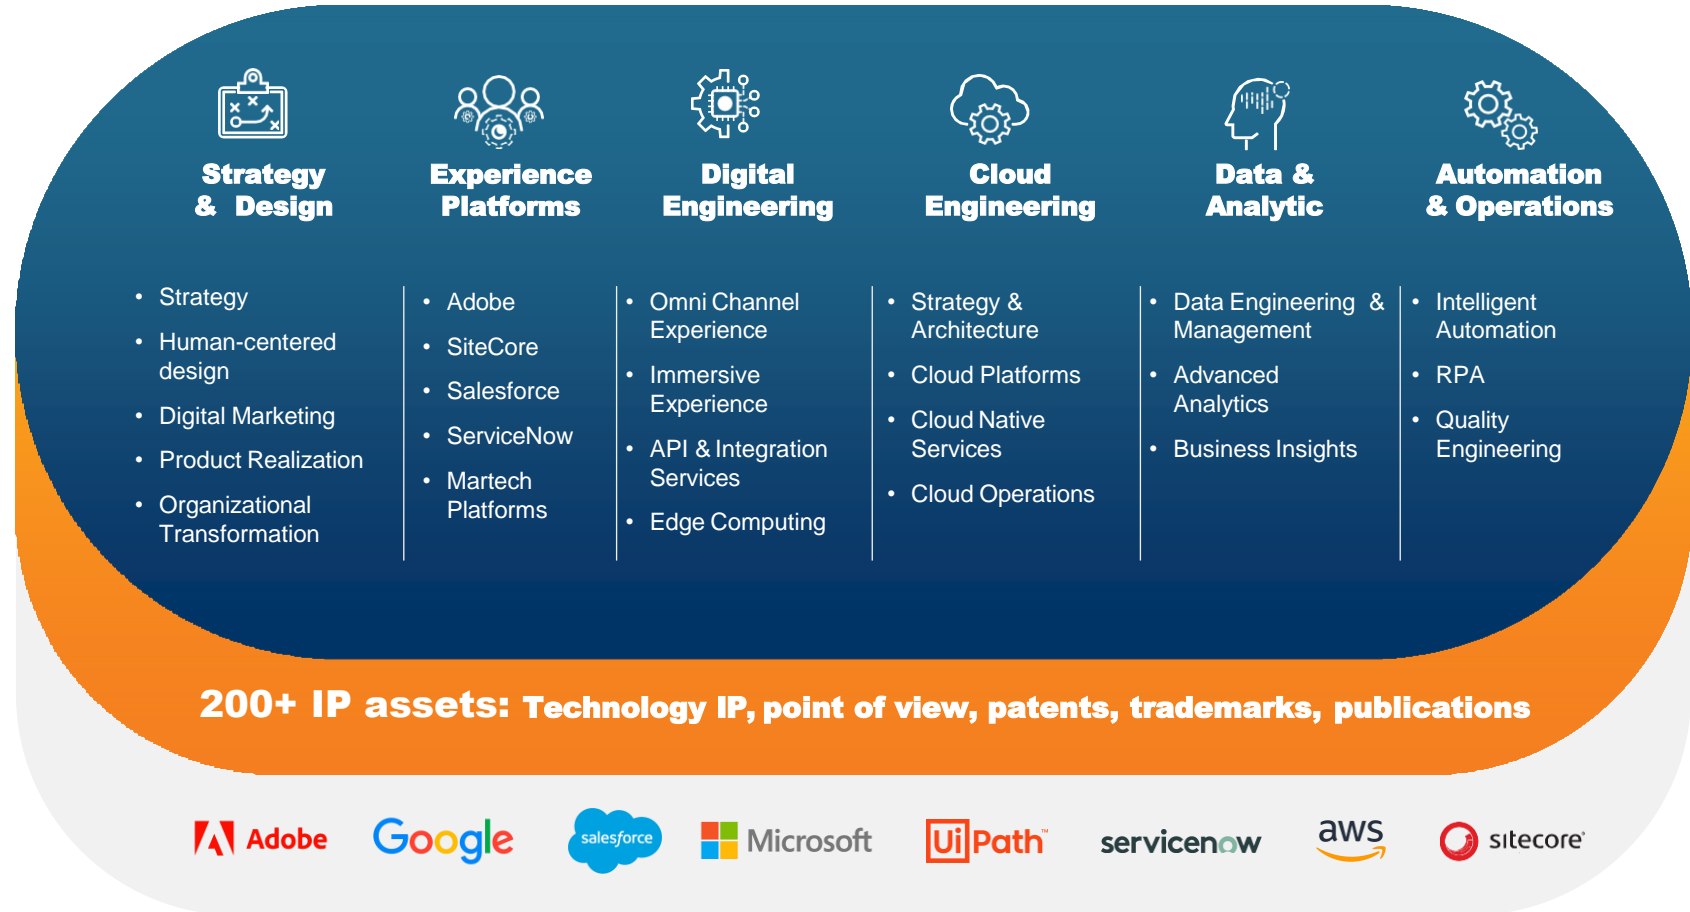 Strategy
& Design
Experience
Platforms
Digital
Engineering
Cloud
Engineering
Data &
Analytic
Automation
& Operations
• Strategy
• Human-centered
design
• Digital Marketing
• Product Realization
• Organizational
Transformation
• Adobe
• SiteCore
• Salesforce
• ServiceNow
• Martech
Platforms
• Omni Channel
Experience
• Immersive
Experience
• API & Integration
Services
• Edge Computing
• Strategy &
Architecture
• Cloud Platforms
• Cloud Native
Services
• Cloud Operations
• Data Engineering &
Management
• Advanced
Analytics
• Business Insights
• Intelligent
Automation
• RPA
• Quality
Engineering
200+ IP assets: Technology IP, point of view, patents, trademarks, publications
Adobe
Google
salesforce
Microsoft
UiPath™
servicenow
aws
sitecore